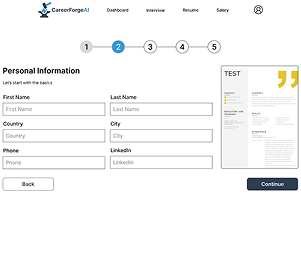 CareerForgeAI Dashboard Interview Resume Salary
1 2 3 4 5
Personal Information
Let's start with the basics
First Name Last Name
First Name Last Name
Country City
Country City
Phone LinkedIn
Phone LinkedIn
Back Continue
TEST